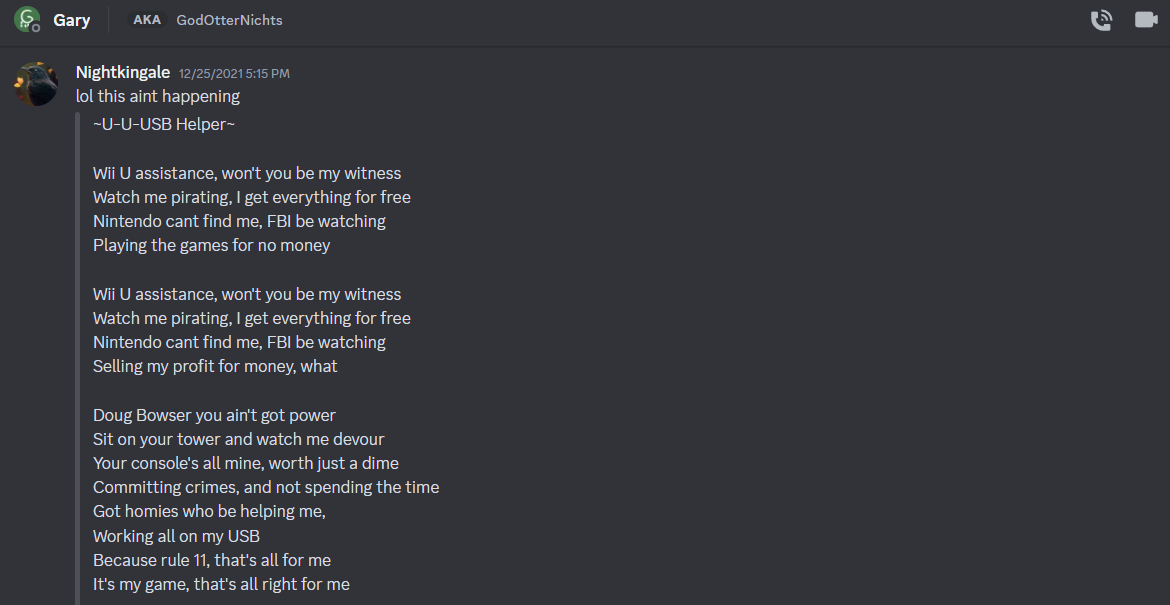 Gary AKA GodOtterNichts
Nightkingale 12/25/2021 5:15 PM
lol this aint happening
~U-U-USB Helper~
Wii U assistance, won't you be my witness
Watch me pirating, I get everything for free
Nintendo cant find me, FBI be watching
Playing the games for no money
Wii U assistance, won't you be my witness
Watch me pirating, I get everything for free
Nintendo cant find me, FBI be watching
Selling my profit for money, what
Doug Bowser you ain't got power
Sit on your tower and watch me devour
Your console's all mine, worth just a dime
Committing crimes, and not spending the time
Got homies who be helping me,
Working all on my USB
Because rule 11, that's all for me
It's my game, that's all right for me